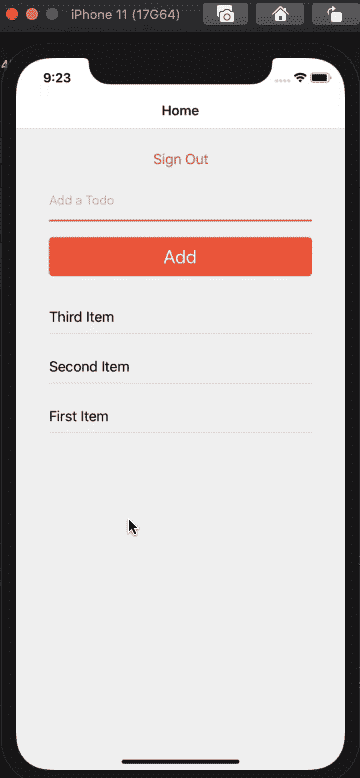 iPhone 11 (17G64)
9:23
Home
Sign Out
Add a Todo
Add
Third Item
Second Item
First Item